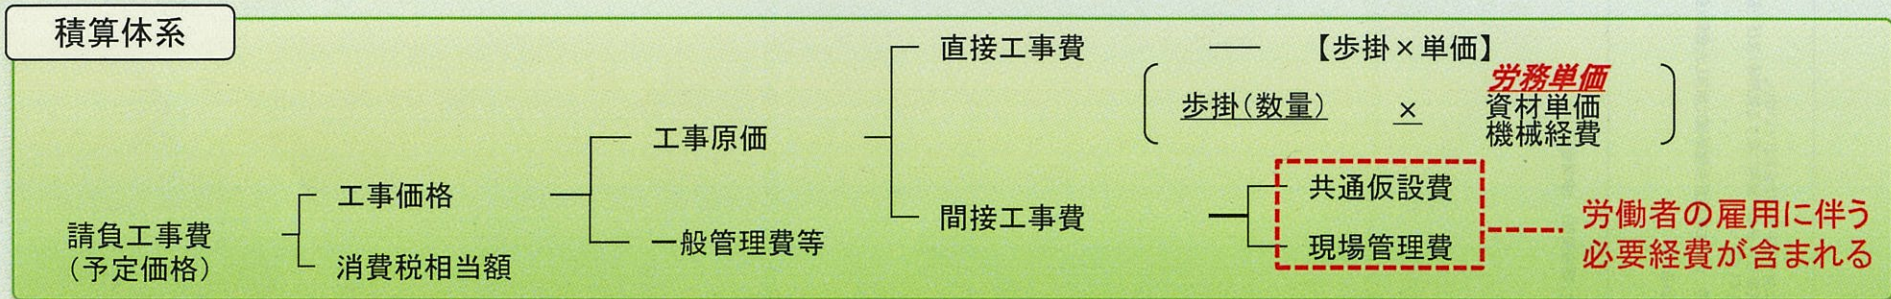 積算体系
直接工事費
【歩掛×単価】
労務単価
歩掛(数量) × 資材単価
機械経費
工事原価
共通仮設費
工事価格
間接工事費
労働者の雇用に伴う
請負工事費
一般管理費等
現場管理費
必要経費が含まれる
(予定価格)
消費税相当額